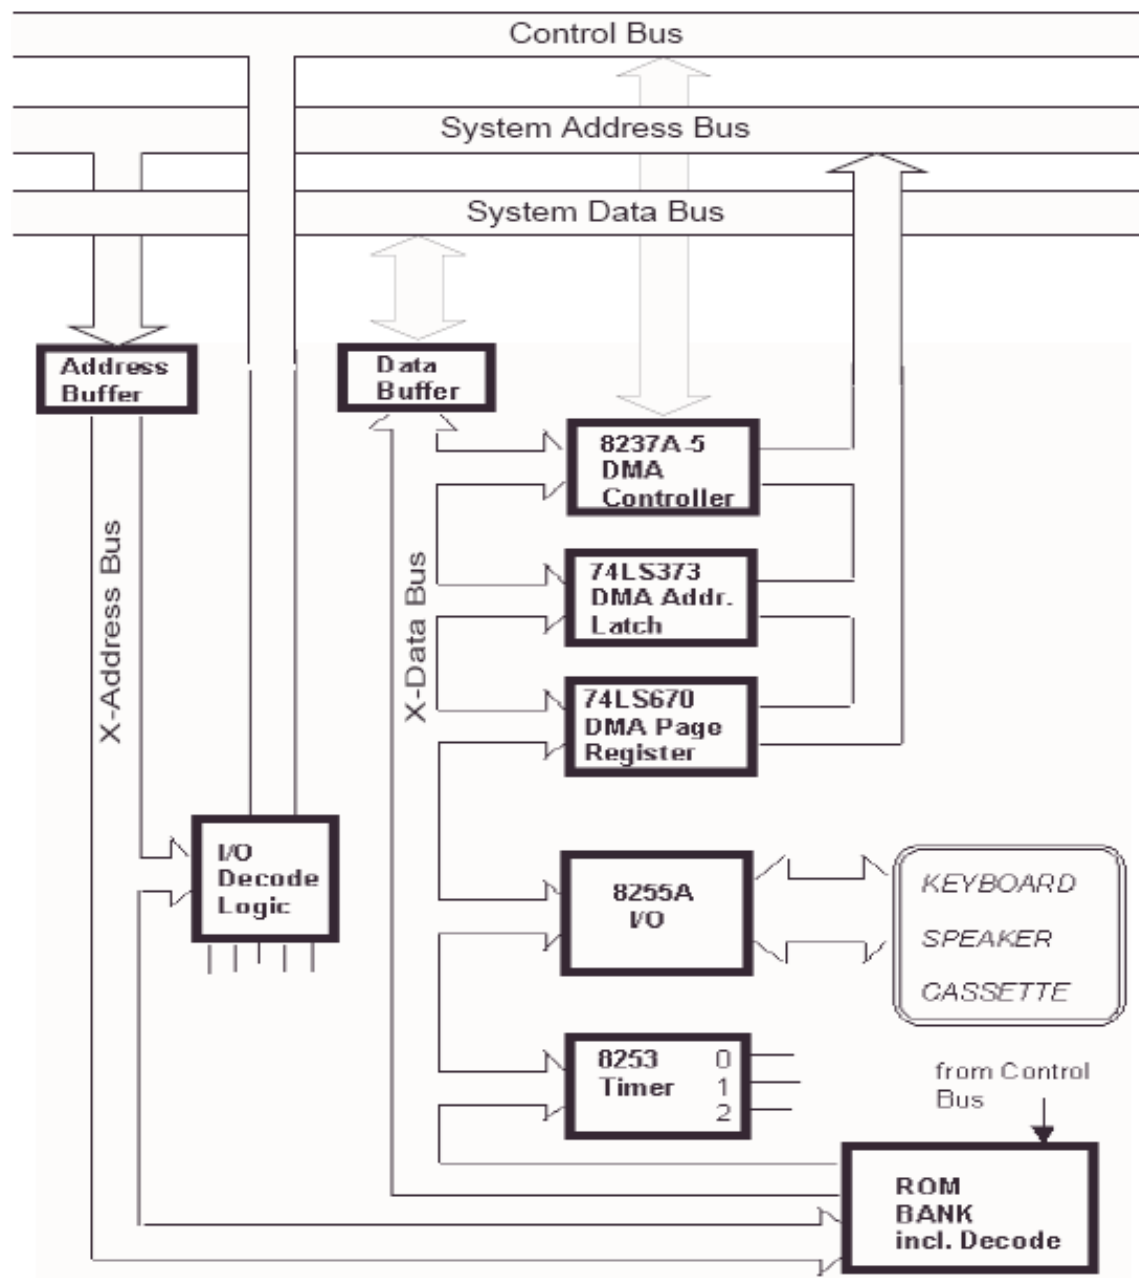 Control Bus
System Address Bus
System Data Bus
Address
Buffer
Data
Buffer
8237A-5
DMA
Controller
X-Address Bus
X-Data Bus
74LS373
DMA Addr.
Latch
74LS670
DMA Page
Register
I/O
Decode
Logic
8255A
I/O
KEYBOARD
SPEAKER
CASSETTE
8253 0
Timer 1
2
from Control
Bus
ROM
BANK
incl. Decode